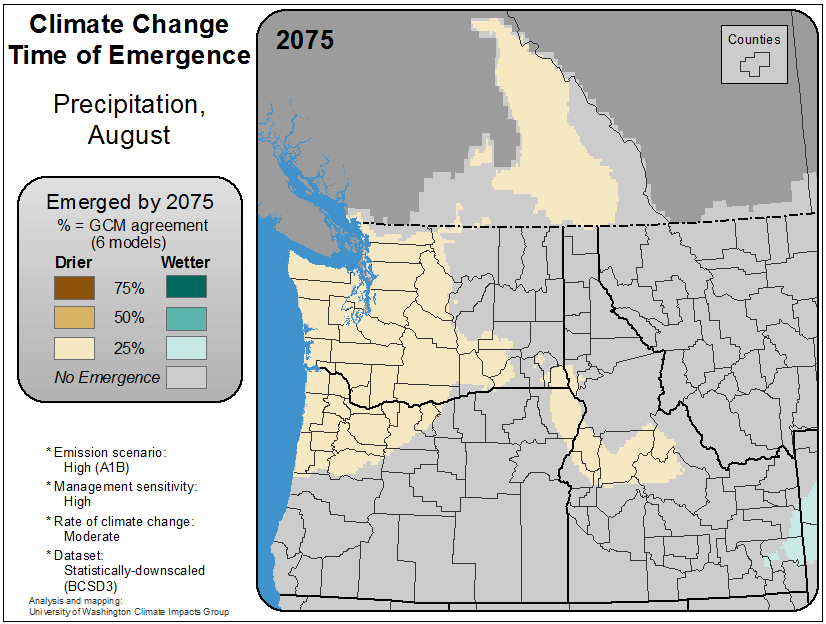 Climate Change
Time of Emergence
Precipitation,
August
Emerged by 2075
% = GCM agreement
(6 models)
Drier
Wetter
75%
50%
25%
No Emergence
* Emission scenario:
High (A1B)
* Management sensitivity:
High
* Rate of climate change:
Moderate
* Dataset:
Statistically-downscaled
(BCSD3)
Analysis and mapping:
University of Washington Climate Impacts Group
2075
Counties